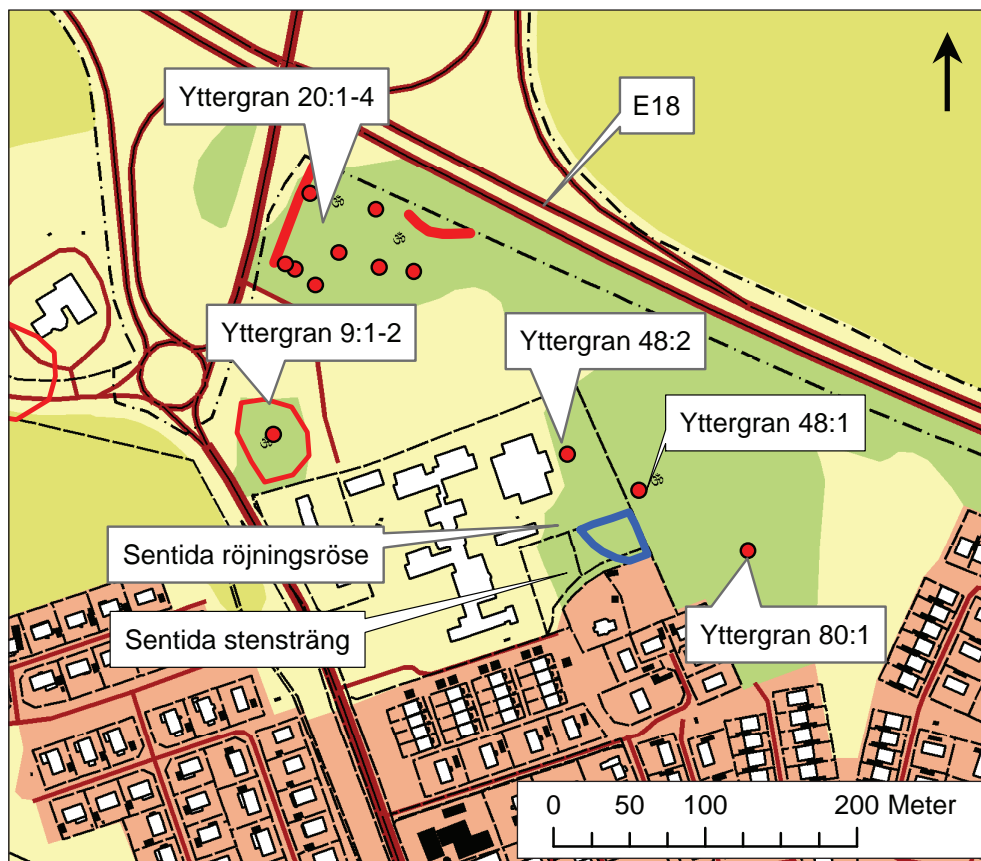 Yttergran 20:1-4
E18
Yttergran 9:1-2
Yttergran 48:2
Yttergran 48:1
Sentida röjningsröse
Sentida stensträng
Yttergran 80:1
0 50 100 200 Meter